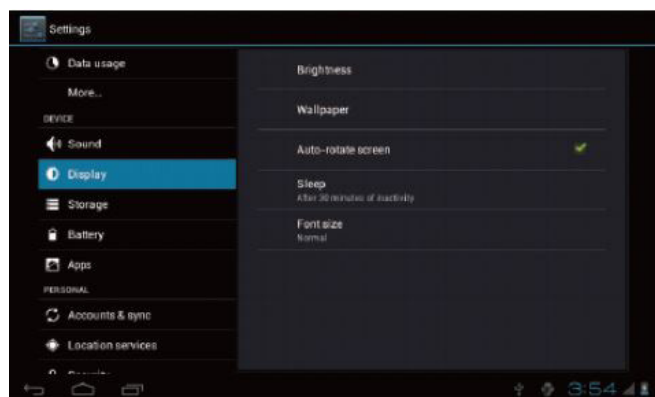 Settings
Data usage
More...
DEVICE
Sound
Display
Storage
Battery
Apps
PERSONAL
Accounts & sync
Location services
Security
Brightness
Wallpaper
Auto-rotate screen
Sleep
After 30 minutes of inactivity
Font size
Normal
3:54